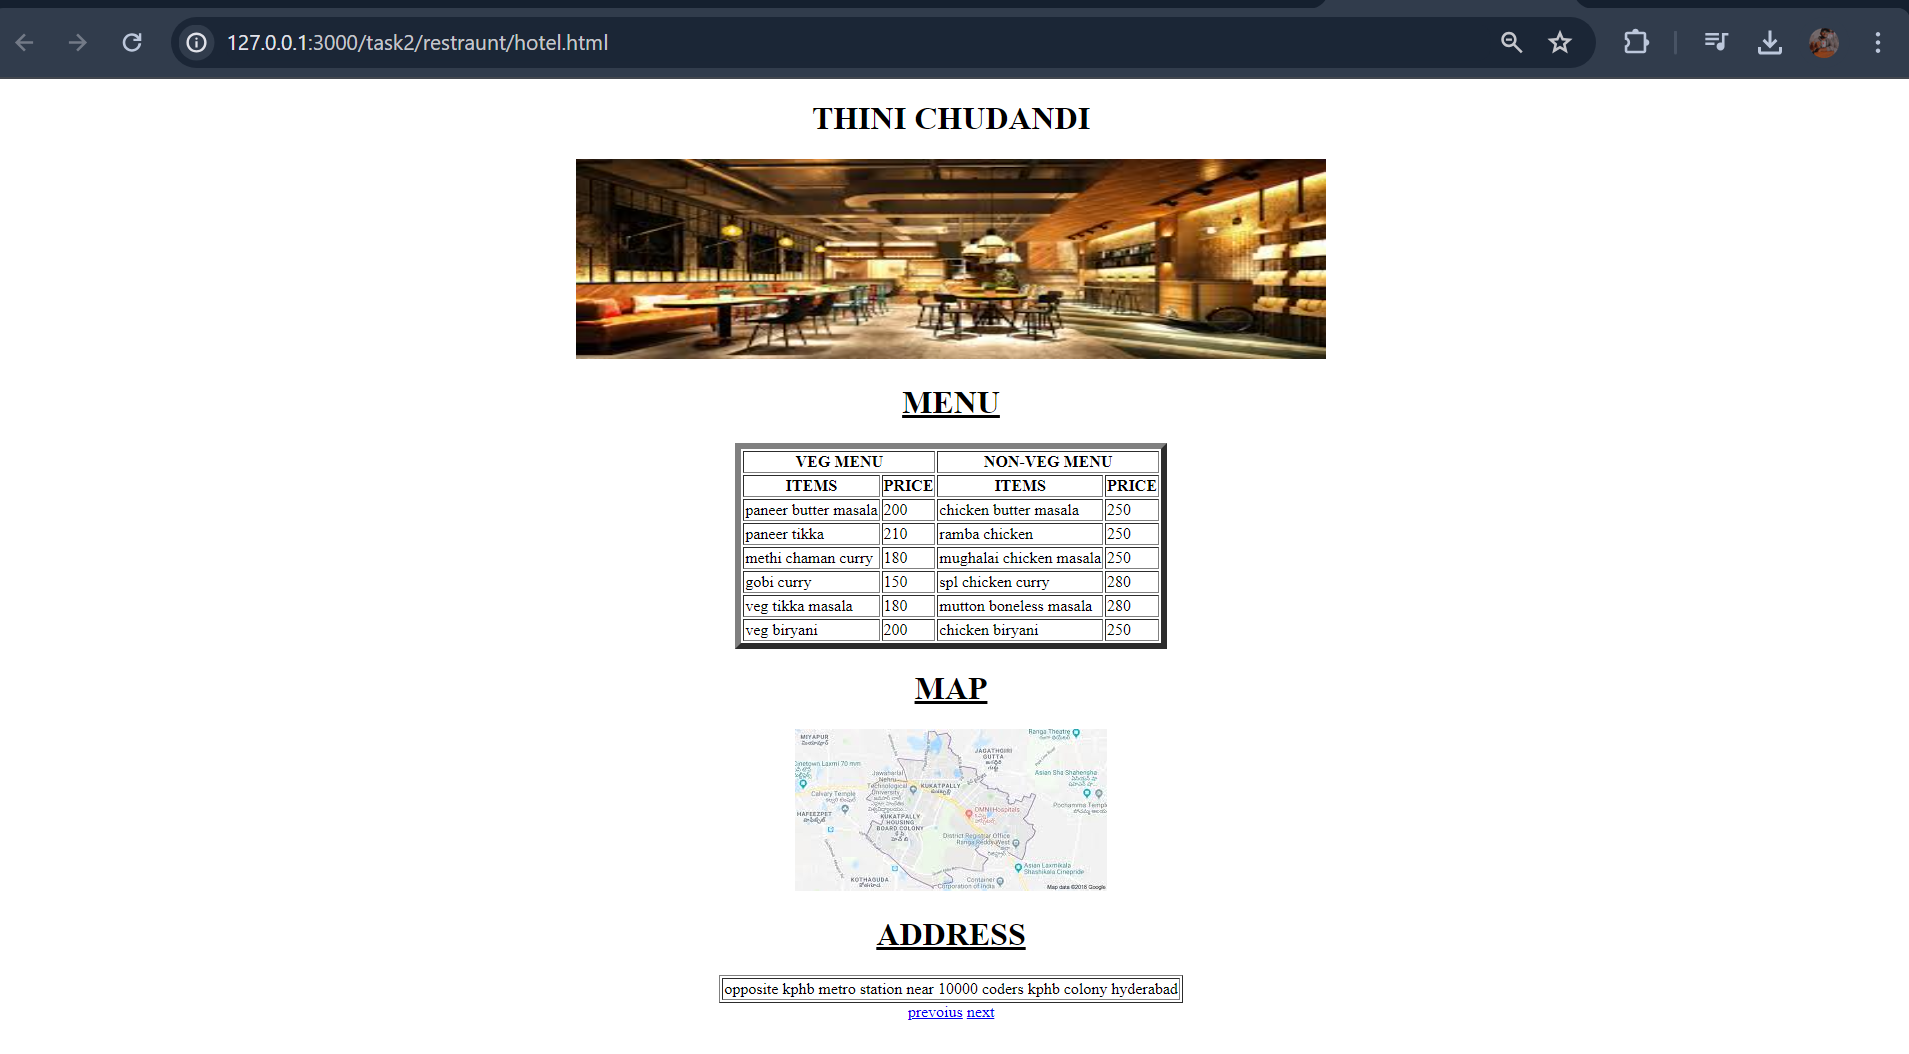 127.0.0.1:3000/task2/restraunt/hotel.html
THINI CHUDANDI
MENU
VEG MENU NON-VEG MENU
ITEMS PRICE ITEMS PRICE
paneer butter masala 200 chicken butter masala 250
paneer tikka 210 ramba chicken 250
methi chaman curry 180 mughalai chicken masala 250
gobi curry 150 spl chicken curry 280
veg tikka masala 180 mutton boneless masala 280
veg biryani 200 chicken biryani 250
MAP
MIYAPUR
Ranga Theatre
JAGATHGIRI
GUTTA
Cinetown Laxmi 70 mm
Asian Sha Shahensha
Jawaharlal
Nehru
Technological
University
KUKATPALLY
Calvary Temple
Pochamma Temple
HAFEEZPET
OMNI Hospitals
KUKATPALLY
HOUSING
BOARD COLONY
District Registrar Office
Ranga Reddy West
Asian Laxmikala
Shashikala Cinepride
KOTHAGUDA
Container
Corporation of India
Map data ©2018 Google
ADDRESS
opposite kphb metro station near 10000 coders kphb colony hyderabad
prevoius next